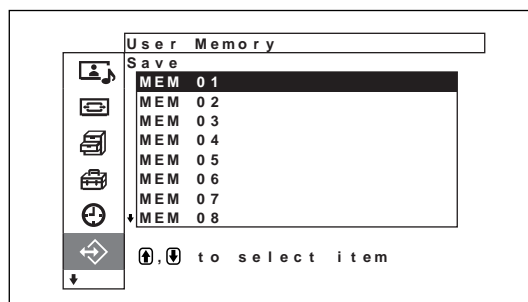 User Memory
Save
MEM 01
MEM 02
MEM 03
MEM 04
MEM 05
MEM 06
MEM 07
MEM 08
, to select item